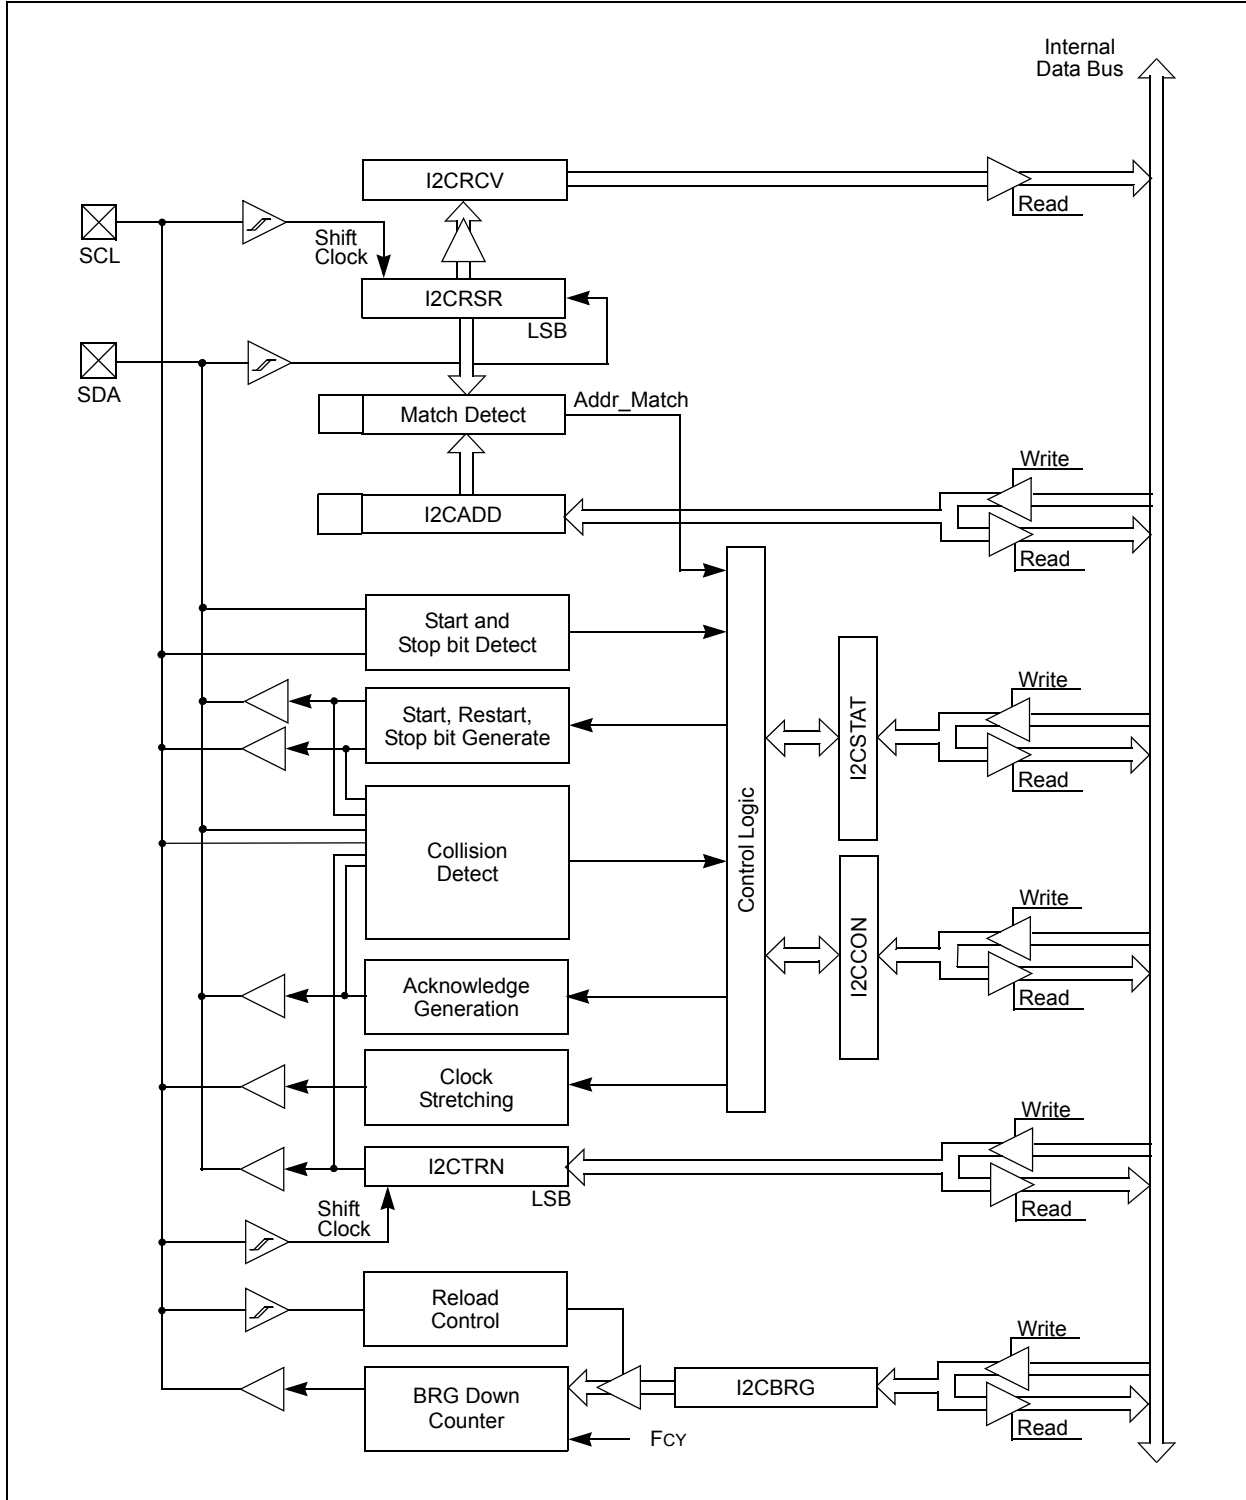 Internal
Data Bus
I2CRCV
Read
SCL
Shift
Clock
I2CRSR
LSB
SDA
Match Detect
Addr_Match
Write
I2CADD
Read
Start and
Stop bit Detect
Write
Start, Restart,
Stop bit Generate
I2CSTAT
Read
Control Logic
Collision
Detect
Write
I2CCON
Acknowledge
Generation
Read
Clock
Stretching
Write
I2CTRN
LSB
Shift
Clock
Read
Reload
Control
Write
BRG Down
Counter
I2CBRG
Read
FCY